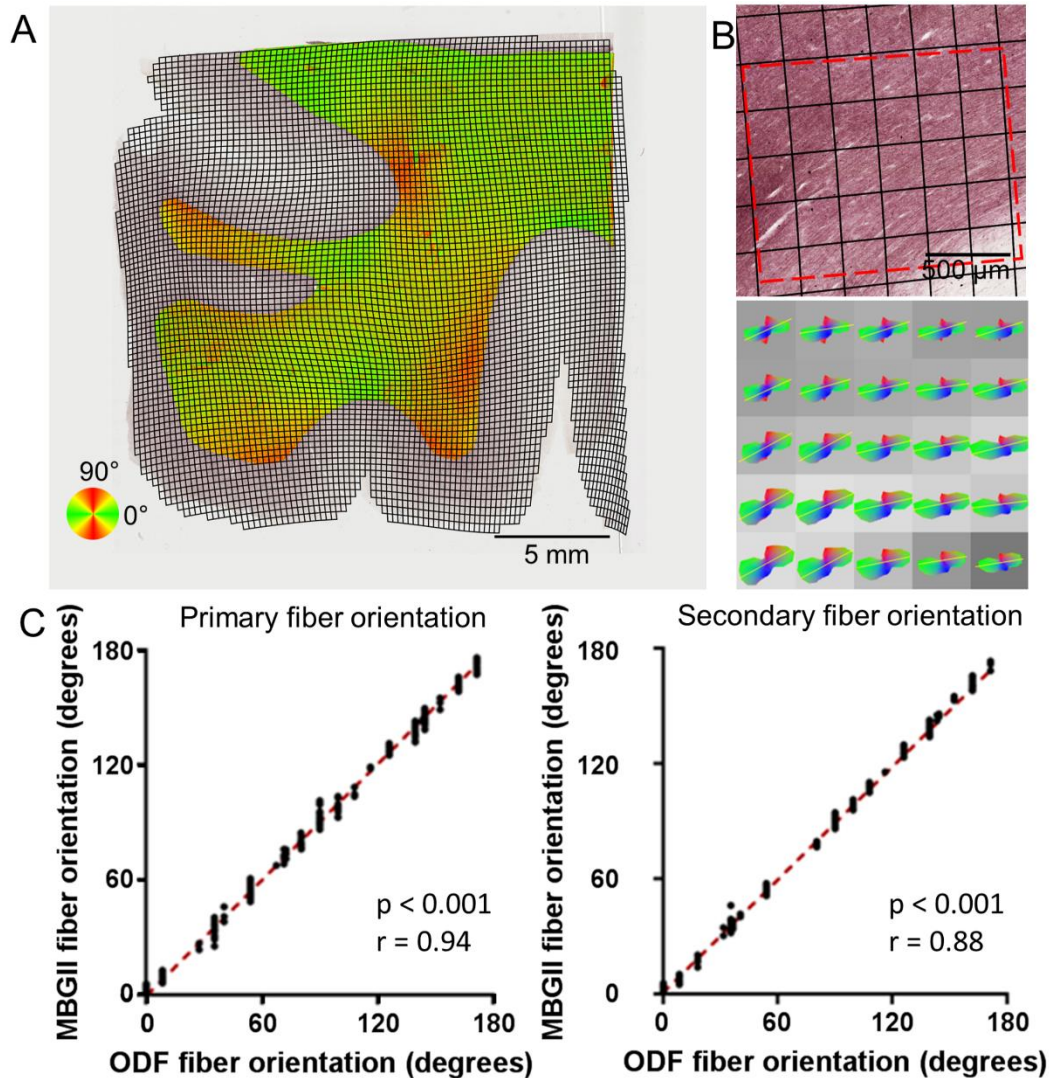 A
B
90°
0°
5 mm
500 µm
C
Primary fiber orientation
Secondary fiber orientation
MBGII fiber orientation (degrees)
180
120
60
0
p < 0.001
r = 0.94
0
60
120
180
ODF fiber orientation (degrees)
MBGII fiber orientation (degrees)
180
120
60
0
p < 0.001
r = 0.88
0
60
120
180
ODF fiber orientation (degrees)